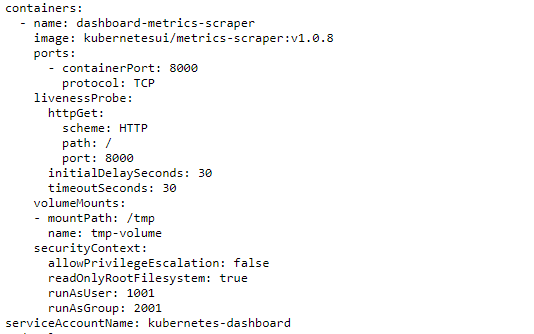 containers:
  - name: dashboard-metrics-scraper
    image: kubernetesui/metrics-scraper:v1.0.8
    ports:
      - containerPort: 8000
        protocol: TCP
    livenessProbe:
      httpGet:
        scheme: HTTP
        path: /
        port: 8000
      initialDelaySeconds: 30
      timeoutSeconds: 30
    volumeMounts:
    - mountPath: /tmp
      name: tmp-volume
    securityContext:
      allowPrivilegeEscalation: false
      readOnlyRootFilesystem: true
      runAsUser: 1001
      runAsGroup: 2001
serviceAccountName: kubernetes-dashboard